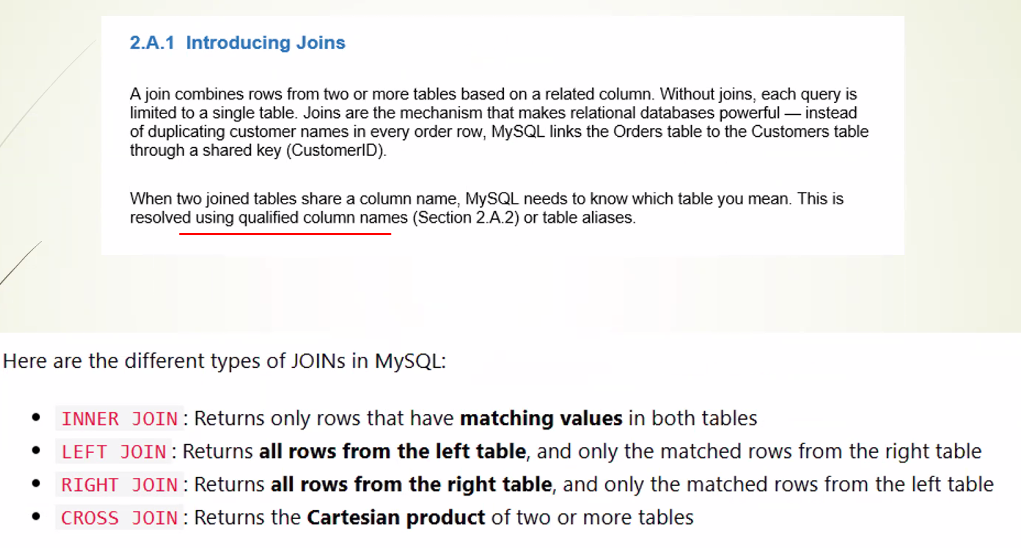 2.A.1 Introducing Joins
A join combines rows from two or more tables based on a related column. Without joins, each query is
limited to a single table. Joins are the mechanism that makes relational databases powerful — instead
of duplicating customer names in every order row, MySQL links the Orders table to the Customers table
through a shared key (CustomerID).
When two joined tables share a column name, MySQL needs to know which table you mean. This is
resolved using qualified column names (Section 2.A.2) or table aliases.
Here are the different types of JOINs in MySQL:
• INNER JOIN: Returns only rows that have matching values in both tables
• LEFT JOIN: Returns all rows from the left table, and only the matched rows from the right table
• RIGHT JOIN: Returns all rows from the right table, and only the matched rows from the left table
• CROSS JOIN: Returns the Cartesian product of two or more tables